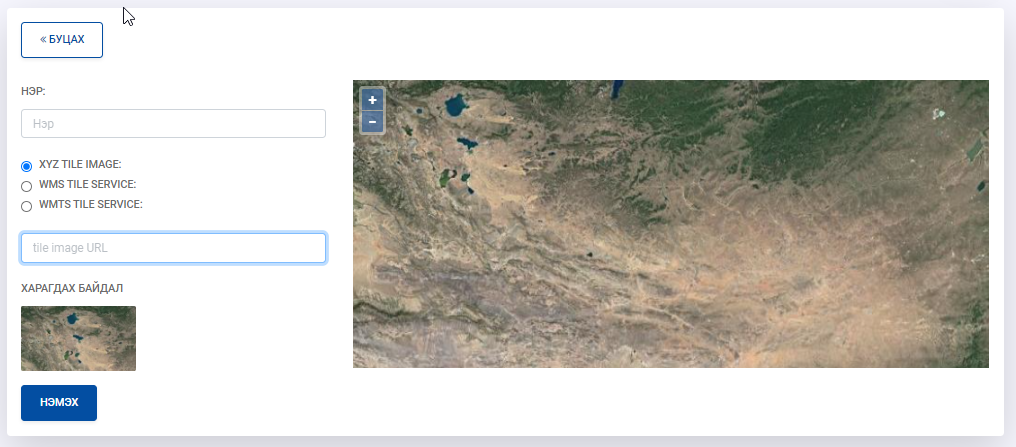 « БУЦАХ
НЭР:
Нэр
XYZ TILE IMAGE:
WMS TILE SERVICE:
WMTS TILE SERVICE:
tile image URL
ХАРАГДАХ БАЙДАЛ
НЭМЭХ
+
−